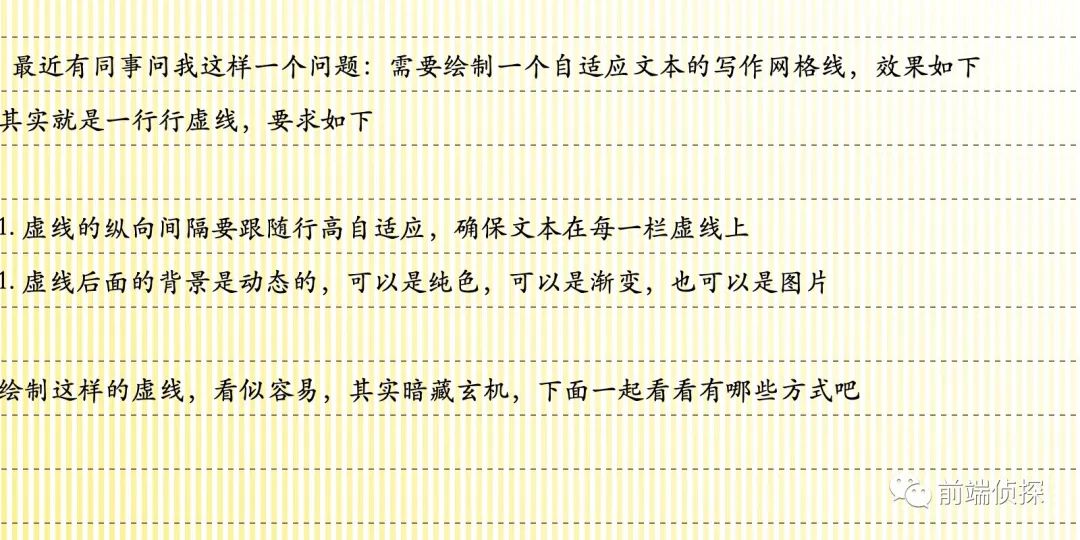 最近有同事问我这样一个问题：需要绘制一个自适应文本的写作网格线，效果如下
其实就是一行行虚线，要求如下
1. 虚线的纵向间隔要跟随行高自适应，确保文本在每一栏虚线上
1. 虚线后面的背景是动态的，可以是纯色，可以是渐变，也可以是图片
绘制这样的虚线，看似容易，其实暗藏玄机，下面一起看看有哪些方式吧
前端侦探